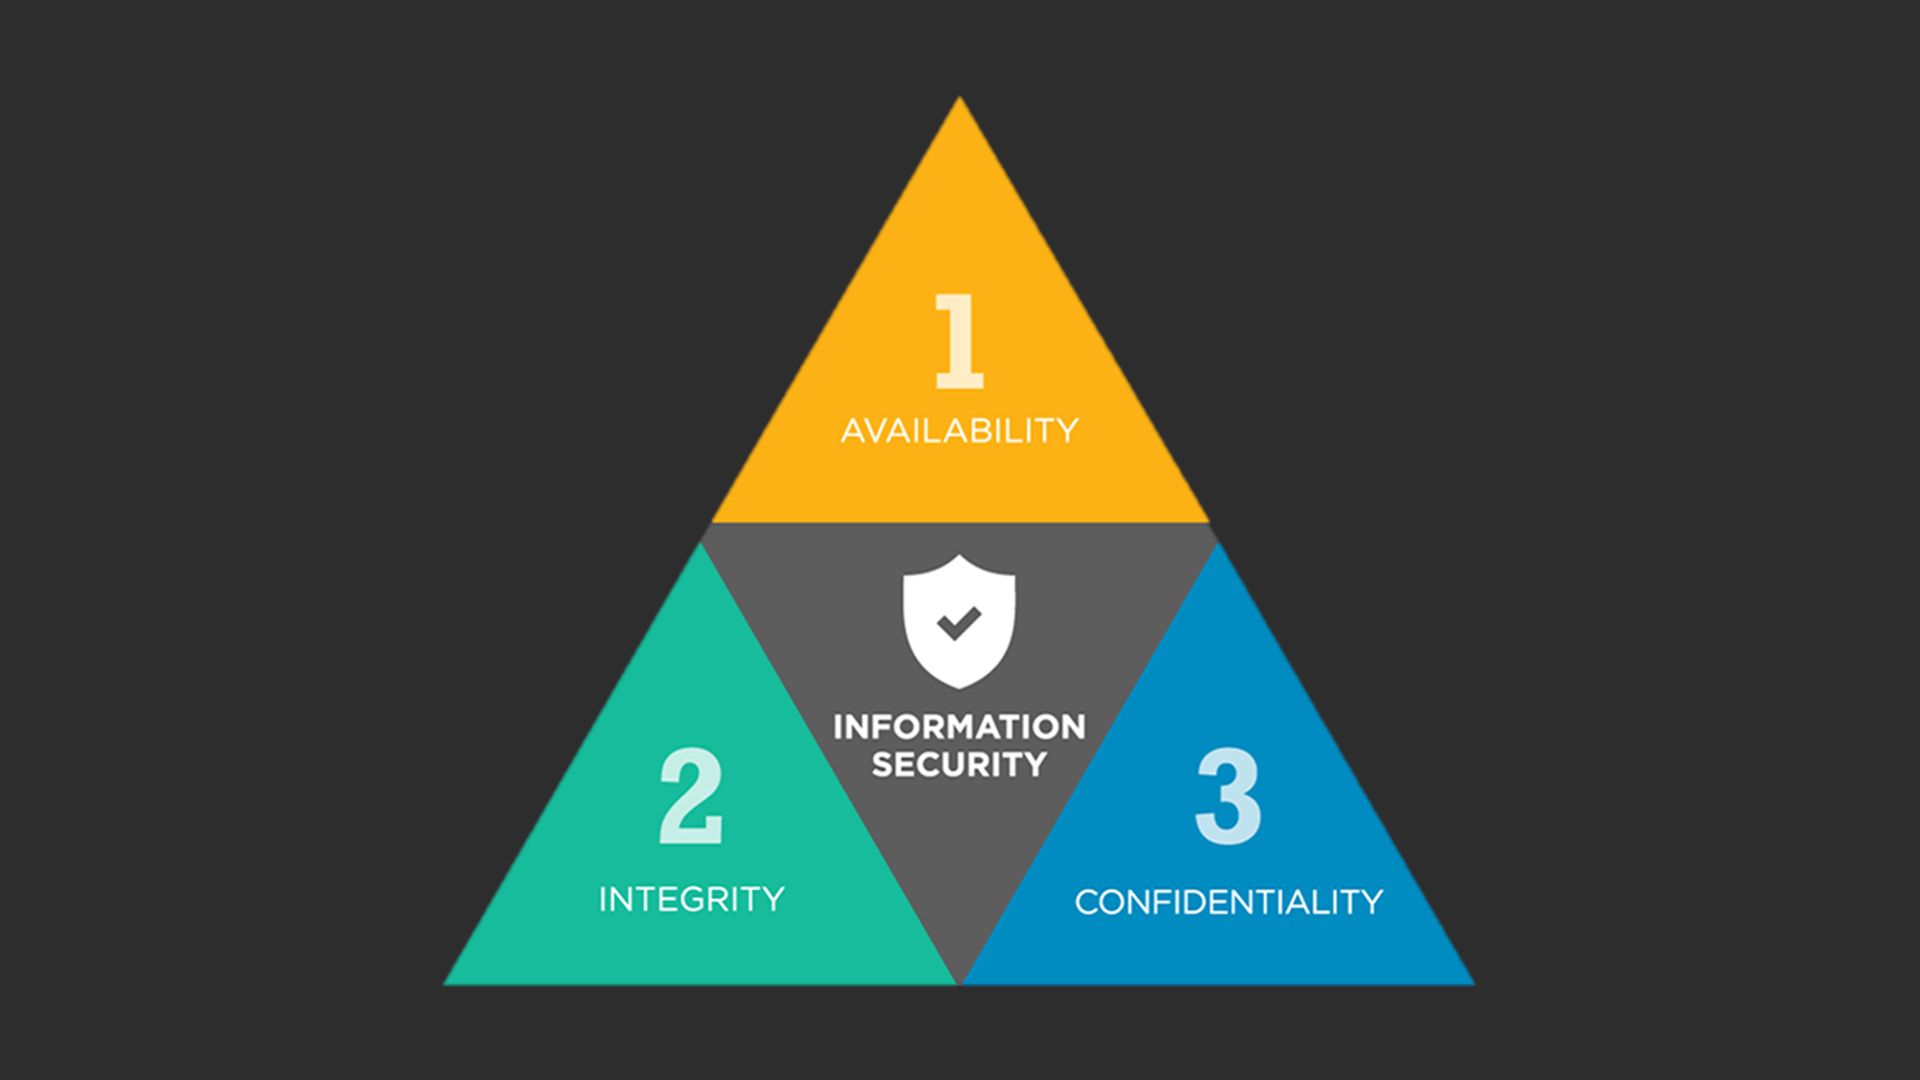 1
AVAILABILITY
INFORMATION
SECURITY
2
INTEGRITY
3
CONFIDENTIALITY